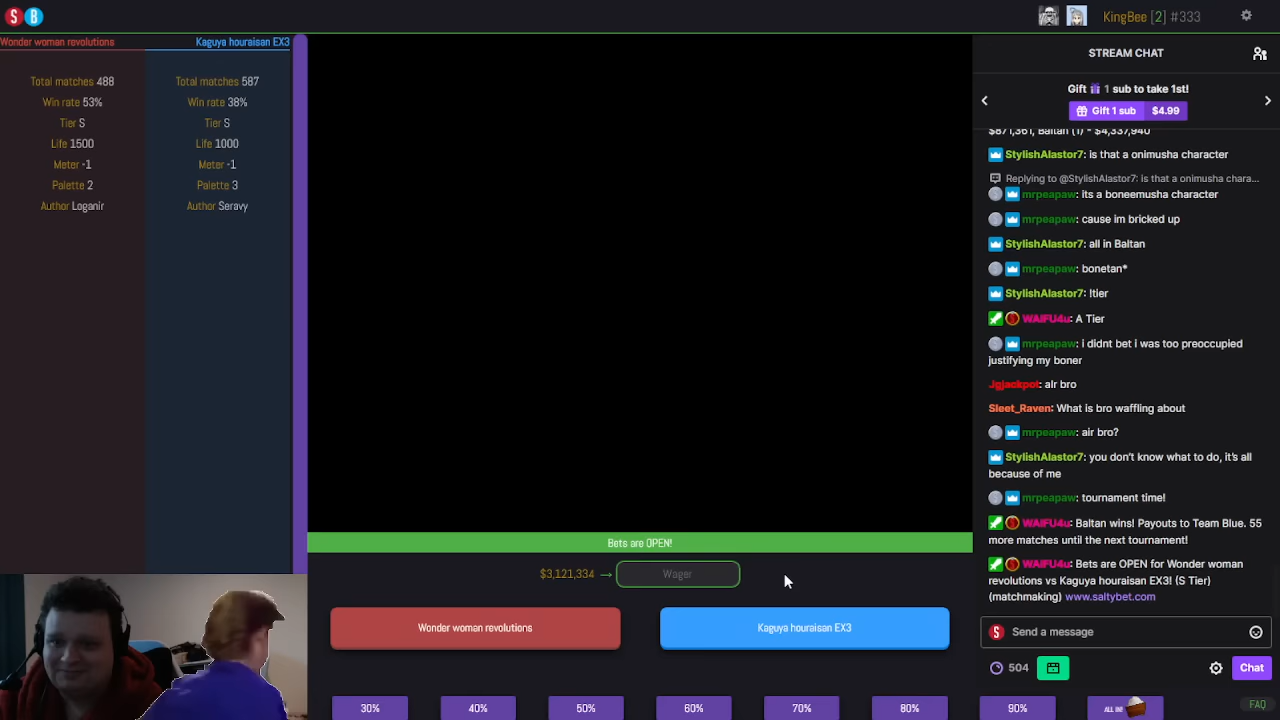 S B
KingBee [2] #333
Wonder woman revolutions
Kaguya houraisan EX3
Total matches 488
Win rate 53%
Tier S
Life 1500
Meter -1
Palette 2
Author Loganir
Total matches 587
Win rate 38%
Tier S
Life 1000
Meter -1
Palette 3
Author Seravy
Bets are OPEN!
$3,121,334 → Wager
Wonder woman revolutions
Kaguya houraisan EX3
30%
40%
50%
60%
70%
80%
90%
ALL IN!
STREAM CHAT
Gift 1 sub to take 1st!
Gift 1 sub $4.99
$871,361, Baltan (1) - $4,337,940
StylishAlastor7: is that a onimusha character
Replying to @StylishAlastor7: is that a onimusha chara...
mrpeapaw: its a boneemusha character
mrpeapaw: cause im bricked up
StylishAlastor7: all in Baltan
mrpeapaw: bonetan*
StylishAlastor7: !tier
WAIFU4u: A Tier
mrpeapaw: i didnt bet i was too preoccupied
justifying my boner
Jgjackpot: air bro
Sleet_Raven: What is bro waffling about
mrpeapaw: air bro?
StylishAlastor7: you don't know what to do, it's all
because of me
mrpeapaw: tournament time!
WAIFU4u: Baltan wins! Payouts to Team Blue. 55
more matches until the next tournament!
WAIFU4u: Bets are OPEN for Wonder woman
revolutions vs Kaguya houraisan EX3! (S Tier)
(matchmaking) www.saltybet.com
Send a message
504
Chat
FAQ